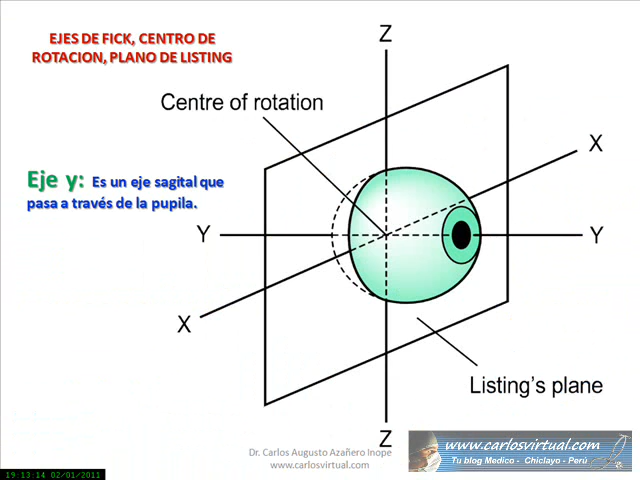 EJES DE FICK, CENTRO DE
ROTACION, PLANO DE LISTING
Z
Centre of rotation
X
Eje y: Es un eje sagital que
pasa a través de la pupila.
Y
Y
X
Listing's plane
Z
Dr. Carlos Augusto Azañero Inope
www.carlosvirtual.com
www.carlosvirtual.com
Tu blog Medico - Chiclayo - Perú
19:13:14 02/01/2011